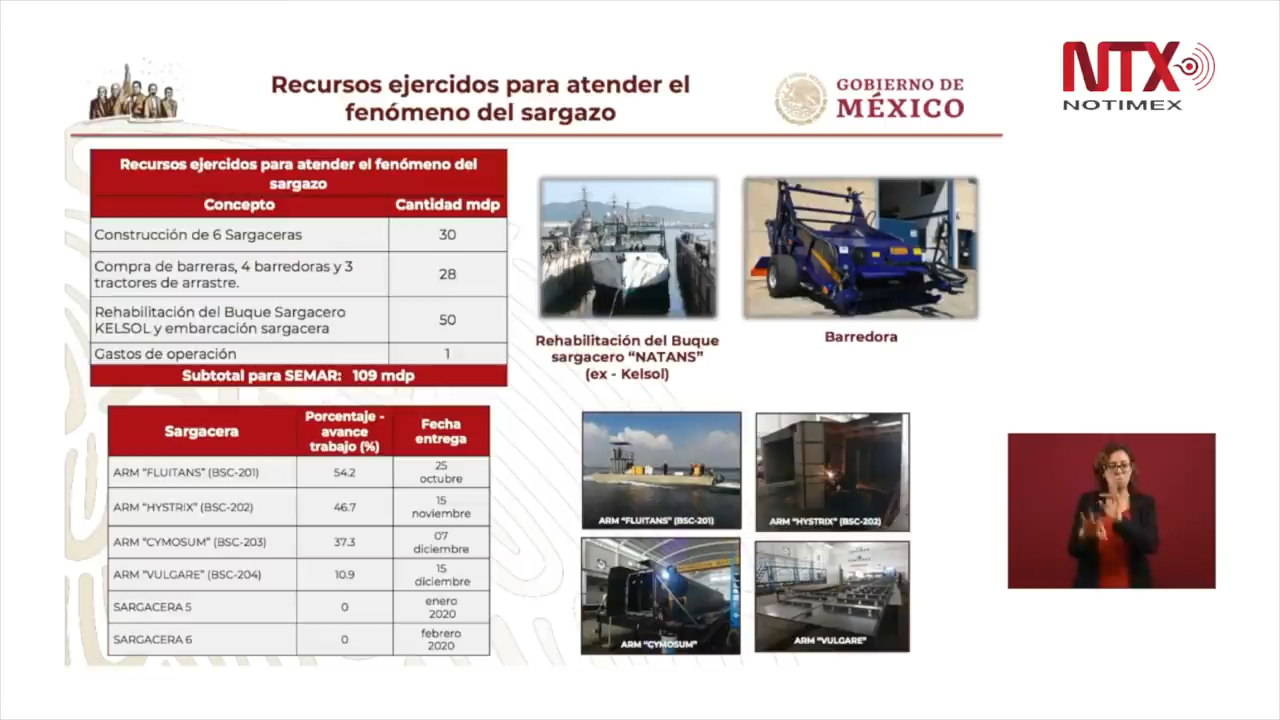 Recursos ejercidos para atender el
fenómeno del sargazo
GOBIERNO DE
MÉXICO
NTX
NOTIMEX
Recursos ejercidos para atender el fenómeno del
sargazo
Concepto Cantidad mdp
Construcción de 6 Sargaceras 30
Compra de barreras, 4 barredoras y 3
tractores de arrastre. 28
Rehabilitación del Buque Sargacero
KELSOL y embarcación sargacera 50
Gastos de operación 1
Subtotal para SEMAR: 109 mdp
Rehabilitación del Buque
sargacero “NATANS”
(ex - Kelsol)
Barredora
Sargacera
Porcentaje -
avance
trabajo (%)
Fecha
entrega
ARM “FLUITANS” (BSC-201) 54.2 25
octubre
ARM “HYSTRIX” (BSC-202) 46.7 15
noviembre
ARM “CYMOSUM” (BSC-203) 37.3 07
diciembre
ARM “VULGARE” (BSC-204) 10.9 15
diciembre
SARGACERA 5 0 enero
2020
SARGACERA 6 0 febrero
2020
ARM “FLUITANS” (BSC-201)
ARM “HYSTRIX” (BSC-202)
ARM “CYMOSUM”
ARM “VULGARE”